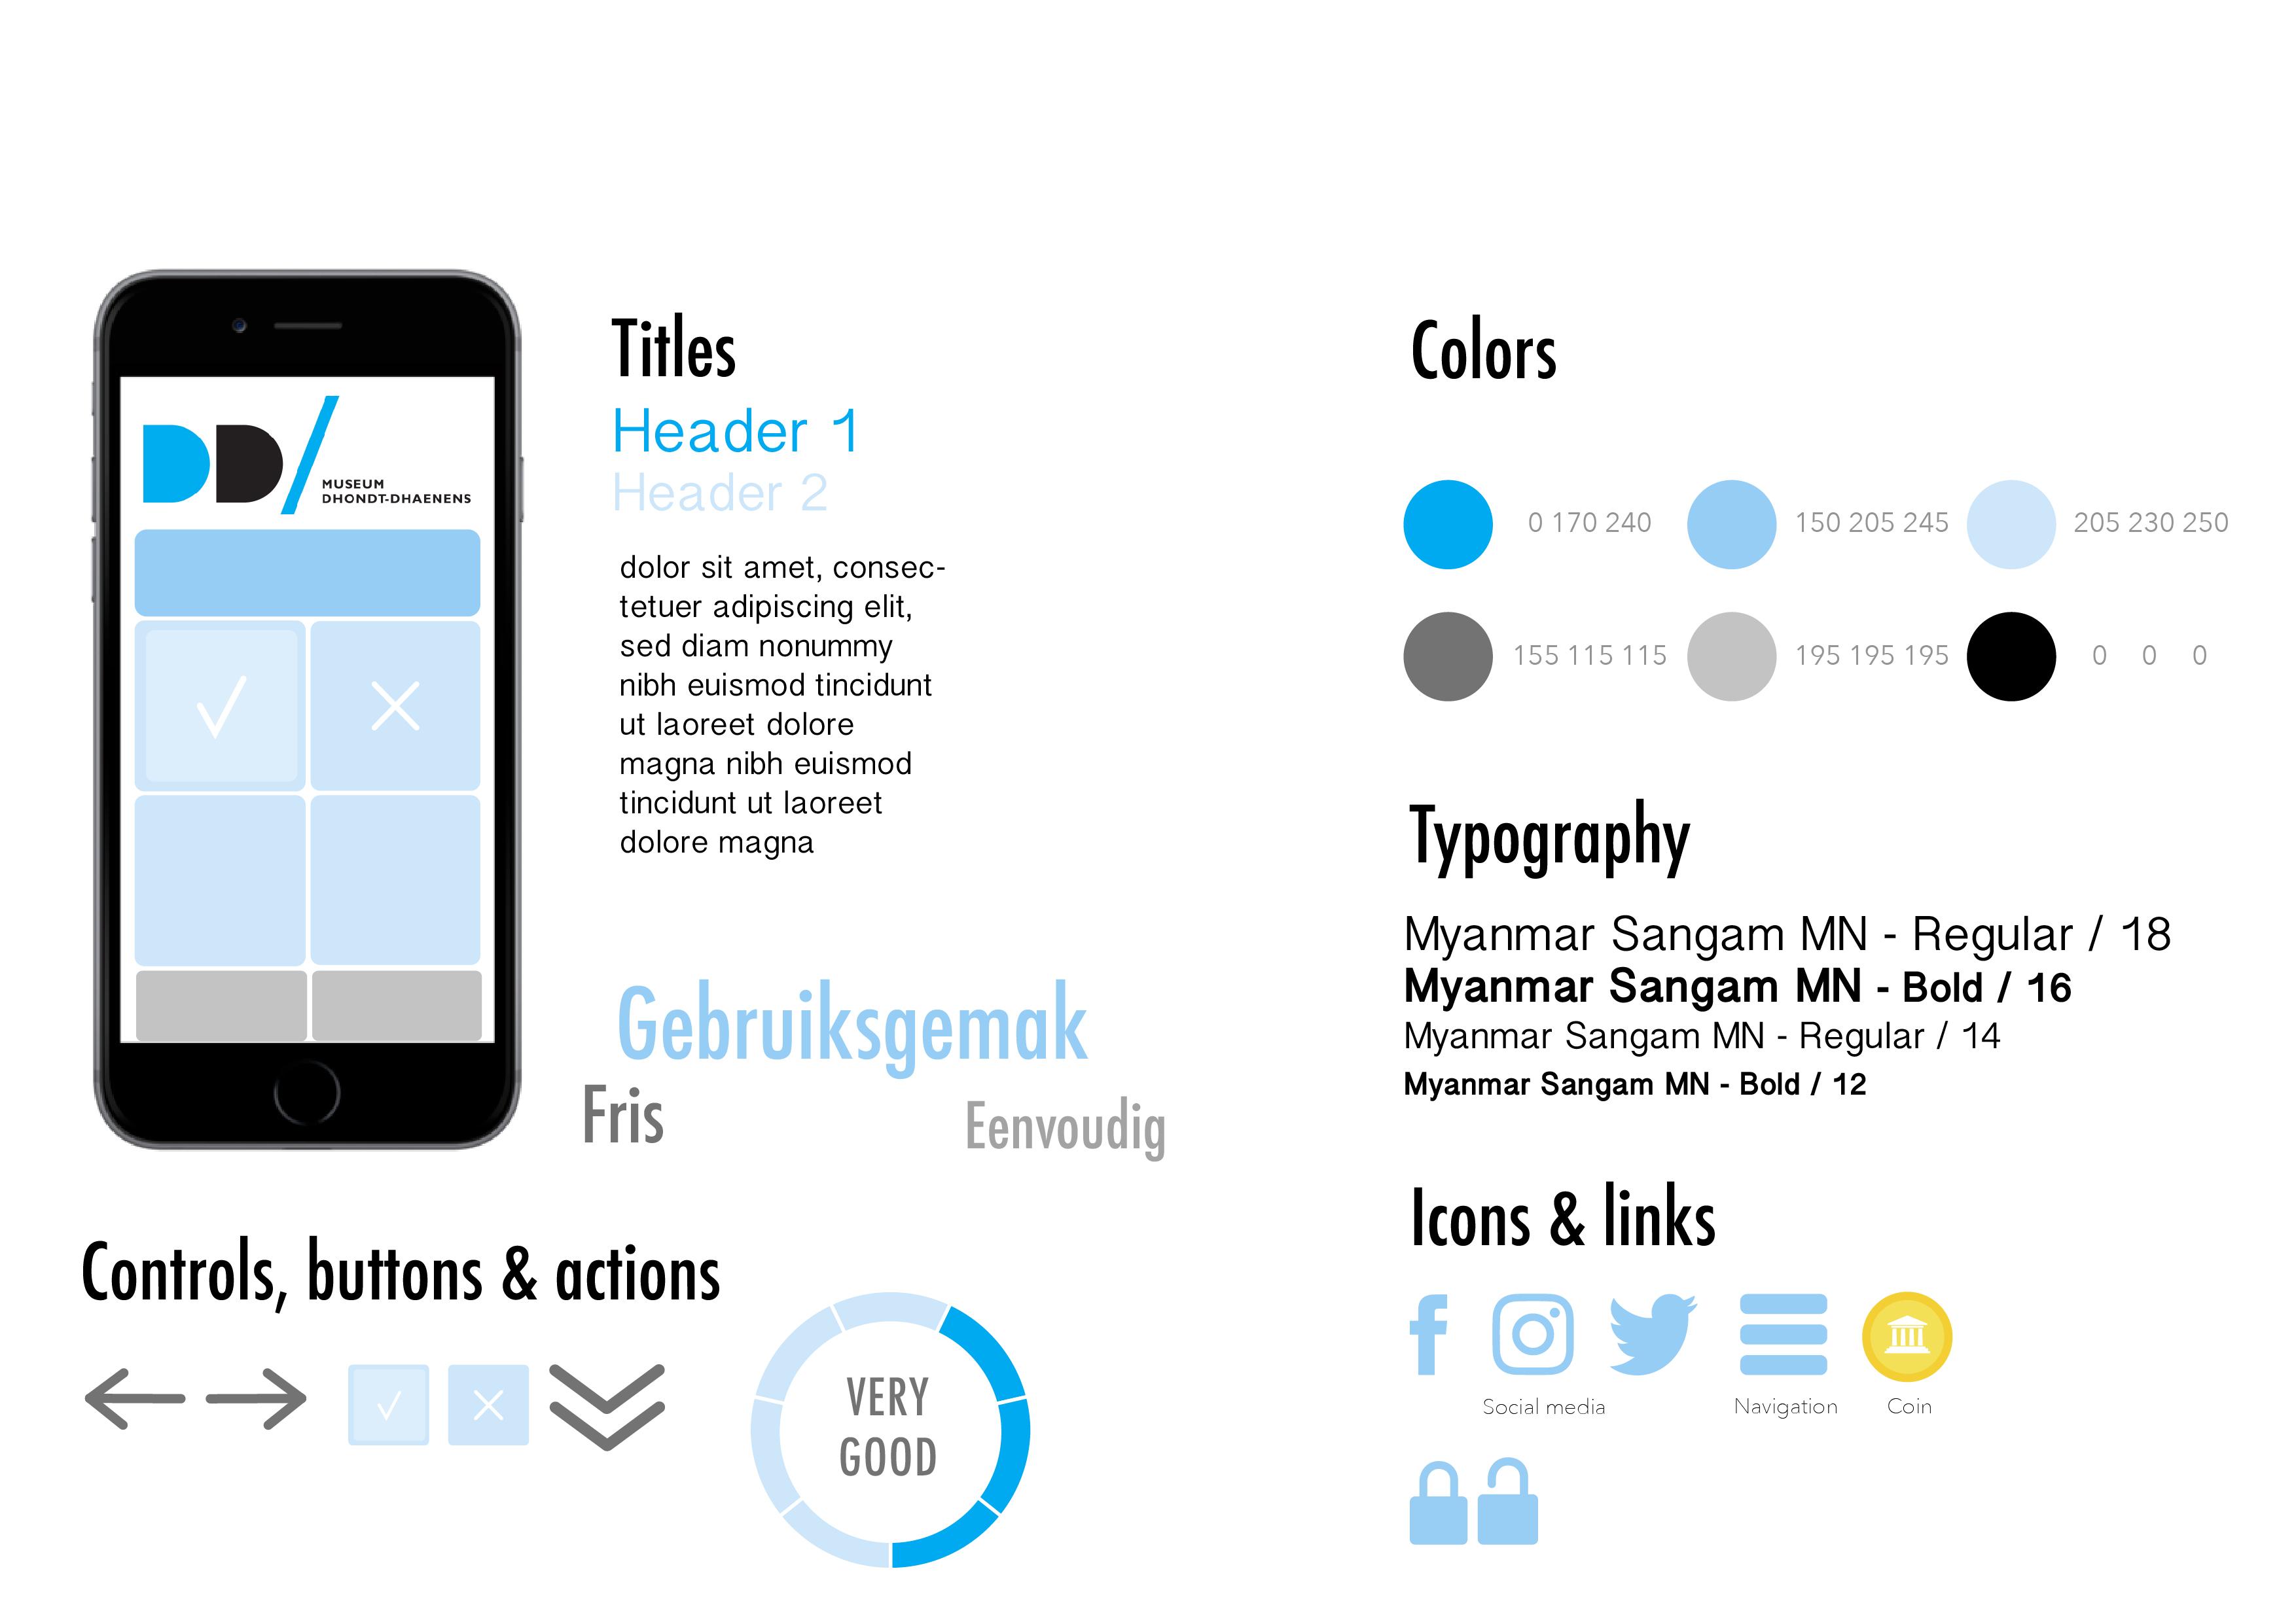 MUSEUM
DHONDT-DHAENENS
Titles
Header 1
Header 2
dolor sit amet, consec-
tetuer adipiscing elit,
sed diam nonummy
nibh euismod tincidunt
ut laoreet dolore
magna nibh euismod
tincidunt ut laoreet
dolore magna
Gebruiksgemak
Fris
Eenvoudig
Controls, buttons & actions
VERY
GOOD
Colors
0 170 240
150 205 245
205 230 250
155 115 115
195 195 195
0 0 0
Typography
Myanmar Sangam MN - Regular / 18
Myanmar Sangam MN - Bold / 16
Myanmar Sangam MN - Regular / 14
Myanmar Sangam MN - Bold / 12
Icons & links
Social media
Navigation
Coin